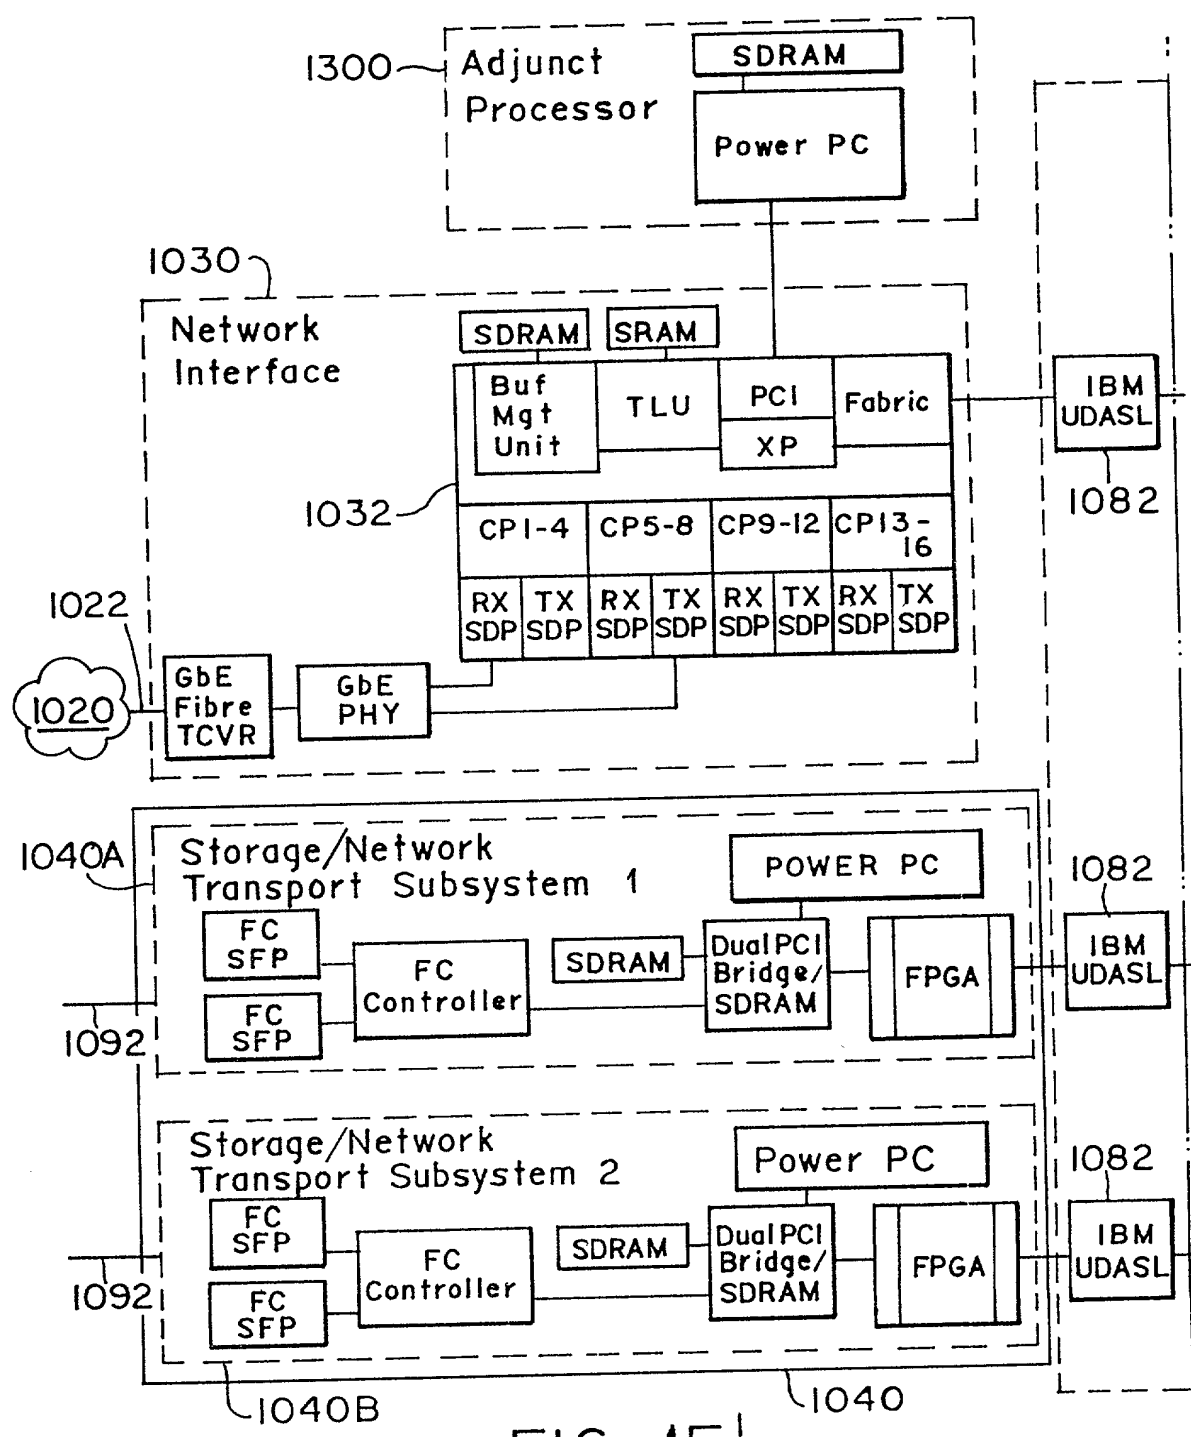 1300
Adjunct
Processor
SDRAM
Power PC
1030
Network
Interface
SDRAM
SRAM
Buf
Mgt
Unit
TLU
PCI
XP
Fabric
IBM
UDASL
1082
1032
CP1-4
CP5-8
CP9-12
CP13-
16
RX
SDP
TX
SDP
RX
SDP
TX
SDP
RX
SDP
TX
SDP
RX
SDP
TX
SDP
1022
1020
GbE
Fibre
TCVR
GbE
PHY
1040A
Storage/Network
Transport Subsystem 1
POWER PC
FC
SFP
FC
SFP
FC
Controller
SDRAM
Dual PCI
Bridge/
SDRAM
FPGA
1082
IBM
UDASL
1092
Storage/Network
Transport Subsystem 2
Power PC
FC
SFP
FC
SFP
FC
Controller
SDRAM
Dual PCI
Bridge/
SDRAM
FPGA
1082
IBM
UDASL
1092
1040B
1040